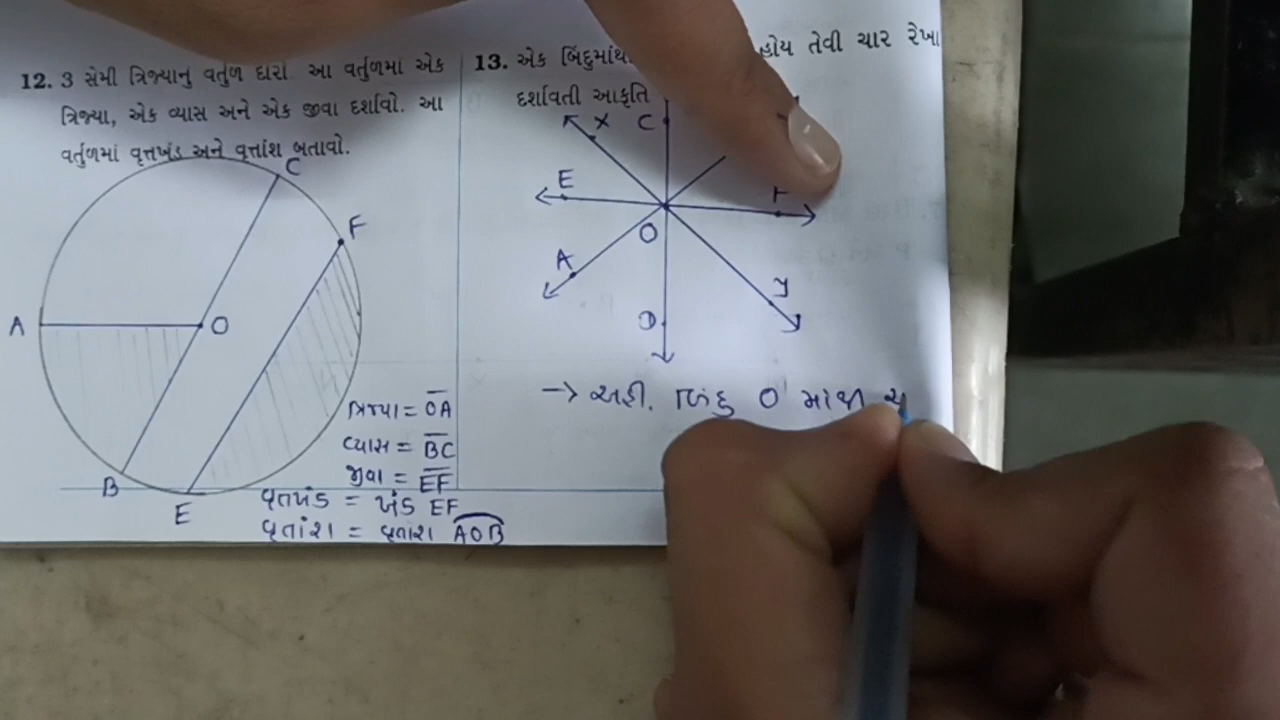 12. 3 સેમી ત્રિજ્યાનું વર્તુળ દોરો. આ વર્તુળમાં એક
ત્રિજ્યા, એક વ્યાસ અને એક જીવા દર્શાવો. આ
વર્તુળમાં વૃત્તખંડ અને વૃત્તાંશ બતાવો.
C
F
A
O
B
E
ત્રિજ્યા = OA
વ્યાસ = BC
જીવા = EF
વૃતખંડ = ખંડ EF
વૃતાંશ = વૃતાંશ AOB
13. એક બિંદુમાંથી હોય તેવી ચાર રેખા
દર્શાવતી આકૃતિ
X C
E
O
A
D
y
→ અહી. બિંદુ O માંથી